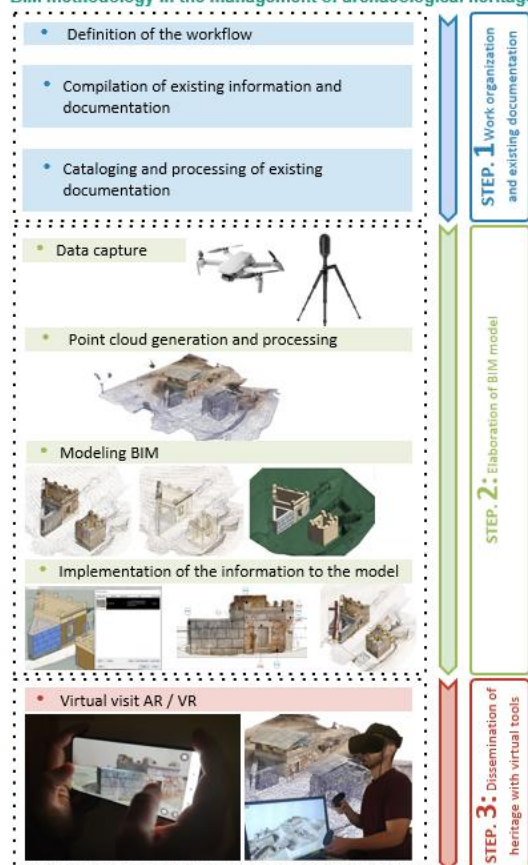 BIM methodology in the management of archaeological heritage
• Definition of the workflow
• Compilation of existing information and
documentation
• Cataloging and processing of existing
documentation
STEP. 1 Work organization
and existing documentation
• Data capture
• Point cloud generation and processing
• Modeling BIM
• Implementation of the information to the model
STEP. 2: Elaboration of BIM model
• Virtual visit AR / VR
STEP. 3: Dissemination of
heritage with virtual tools